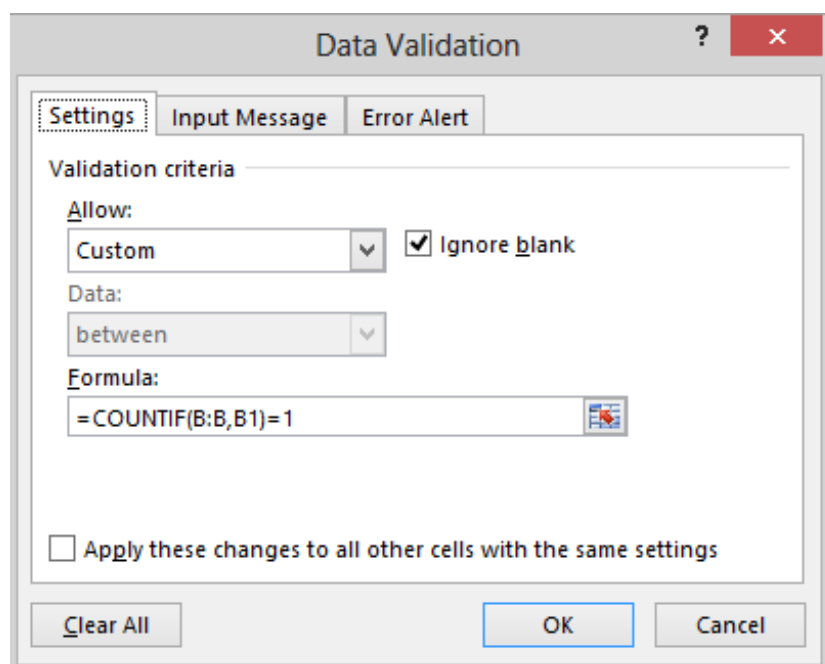 Data Validation ? ×
Settings Input Message Error Alert
Validation criteria
Allow:
Custom Ignore blank
Data:
between
Formula:
=COUNTIF(B:B,B1)=1
Apply these changes to all other cells with the same settings
Clear All OK Cancel